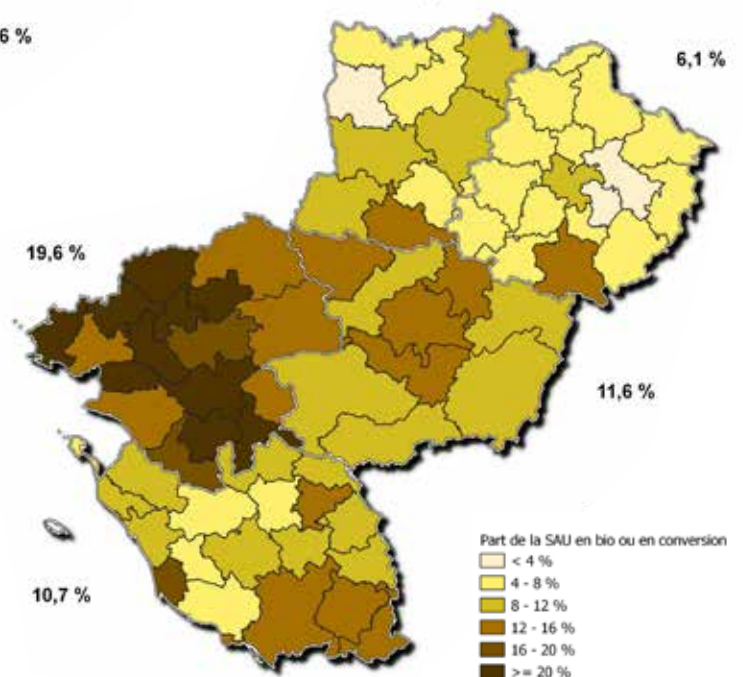 6 %
6,1 %
19,6 %
11,6 %
10,7 %
Part de la SAU en bio ou en conversion
< 4 %
4 - 8 %
8 - 12 %
12 - 16 %
16 - 20 %
>= 20 %